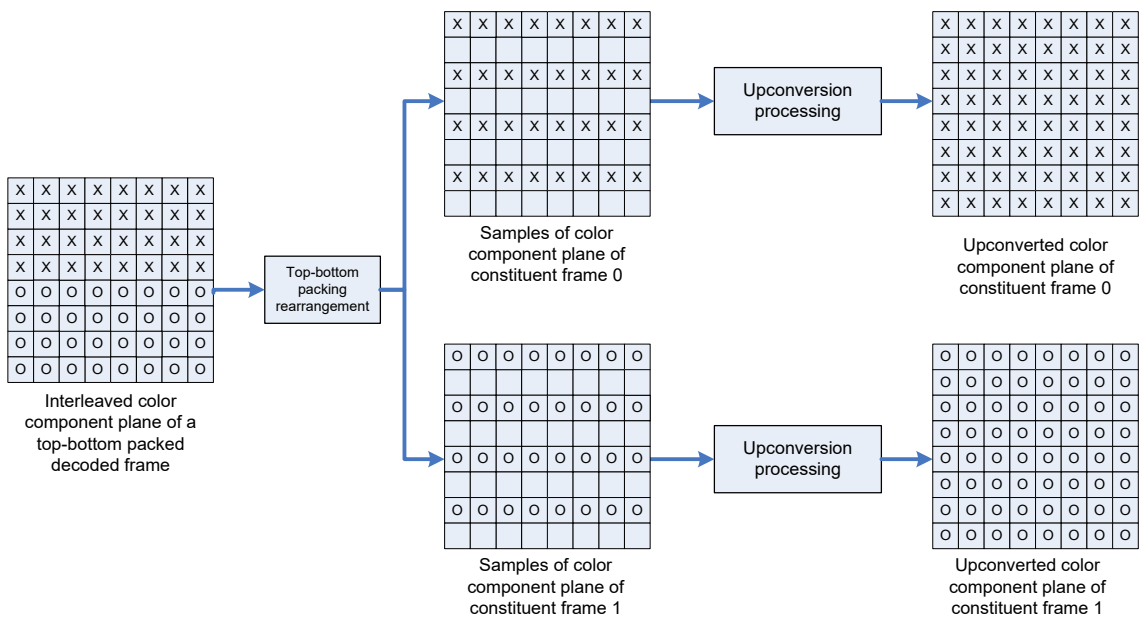 X X X X X X X X
X X X X X X X X
X X X X X X X X
X X X X X X X X
O O O O O O O O
O O O O O O O O
O O O O O O O O
O O O O O O O O
Interleaved color
component plane of a
top-bottom packed
decoded frame
Top-bottom
packing
rearrangement
X X X X X X X X
X X X X X X X X
X X X X X X X X
X X X X X X X X
Samples of color
component plane of
constituent frame 0
Upconversion
processing
X X X X X X X X
X X X X X X X X
X X X X X X X X
X X X X X X X X
X X X X X X X X
X X X X X X X X
X X X X X X X X
X X X X X X X X
Upconverted color
component plane of
constituent frame 0
O O O O O O O O
O O O O O O O O
O O O O O O O O
O O O O O O O O
Samples of color
component plane of
constituent frame 1
Upconversion
processing
O O O O O O O O
O O O O O O O O
O O O O O O O O
O O O O O O O O
O O O O O O O O
O O O O O O O O
O O O O O O O O
O O O O O O O O
Upconverted color
component plane of
constituent frame 1